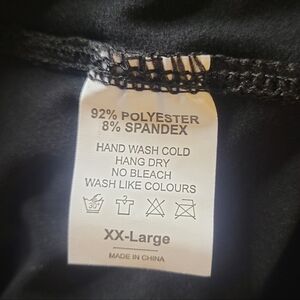 92% POLYESTER
8% SPANDEX
HAND WASH COLD
HANG DRY
NO BLEACH
WASH LIKE COLOURS
30°
XX-Large
MADE IN CHINA